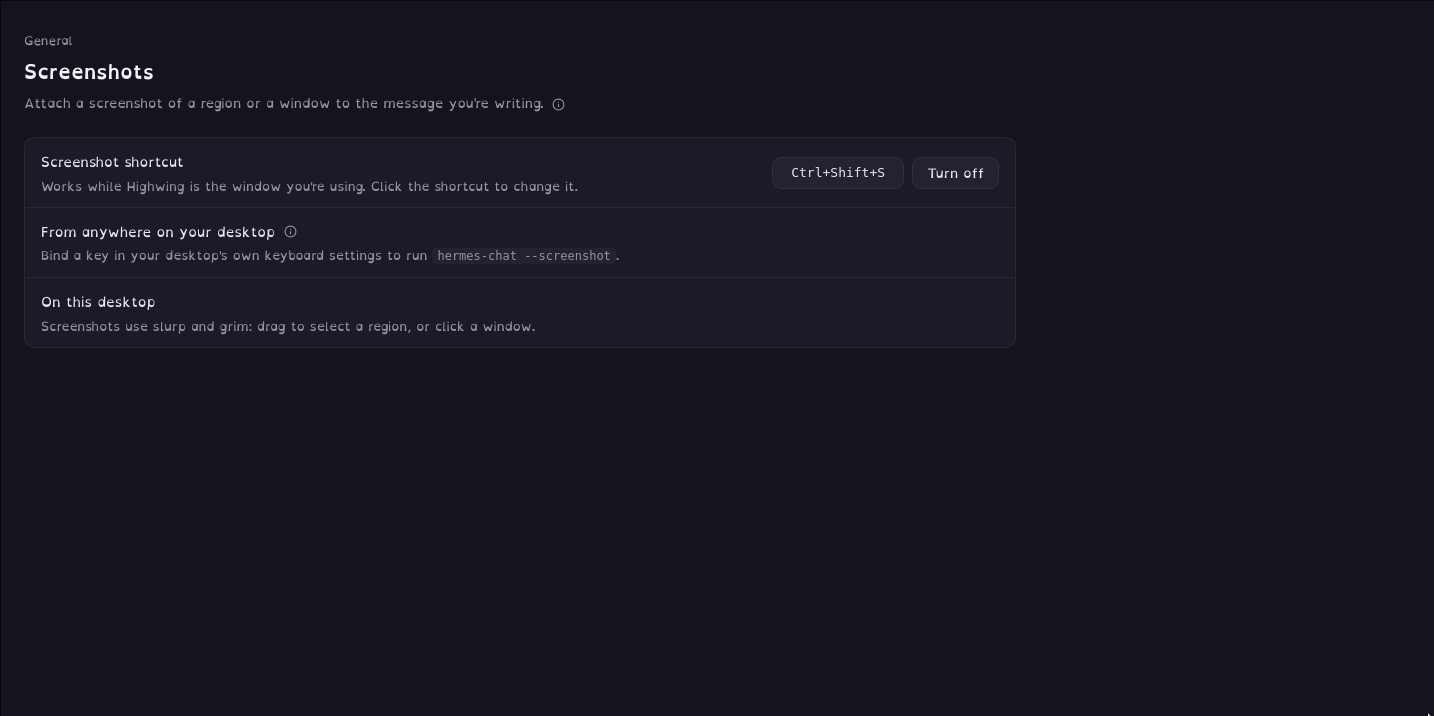 General
Screenshots
Attach a screenshot of a region or a window to the message you're writing.
Screenshot shortcut
Works while Highwing is the window you're using. Click the shortcut to change it.
Ctrl+Shift+S
Turn off
From anywhere on your desktop
Bind a key in your desktop's own keyboard settings to run hermes-chat --screenshot.
On this desktop
Screenshots use slurp and grim: drag to select a region, or click a window.